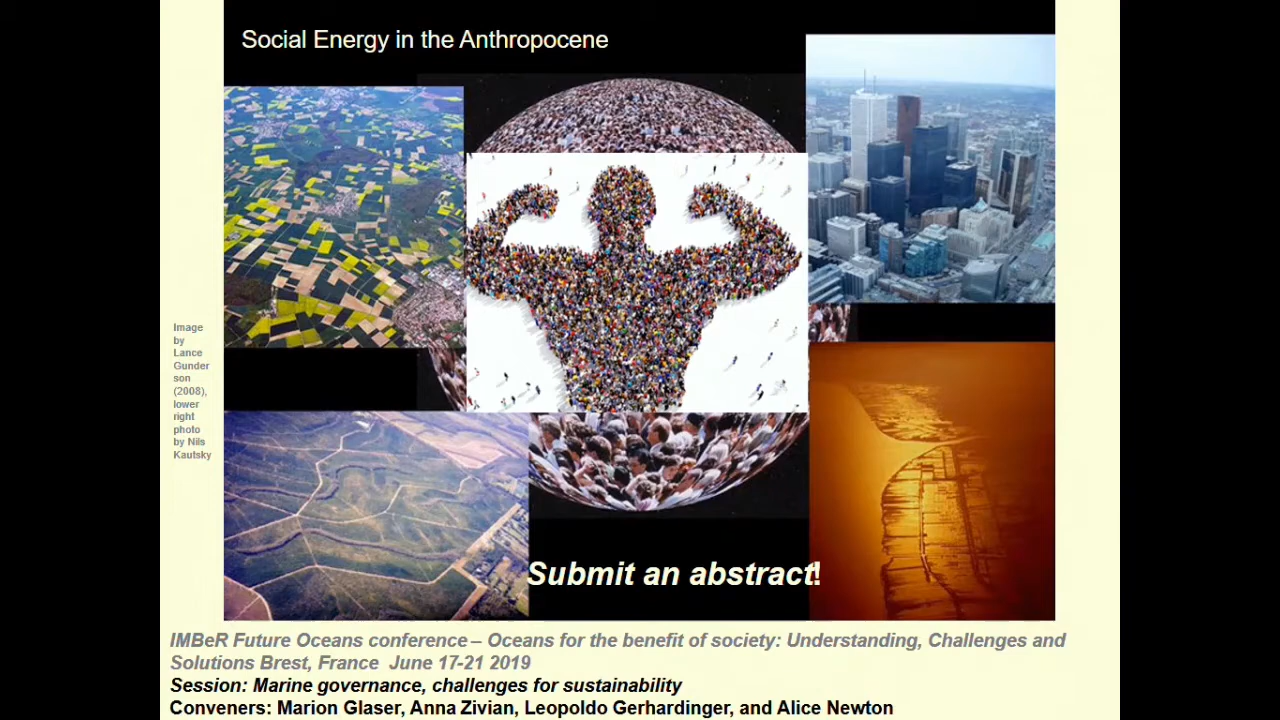 Social Energy in the Anthropocene
Image
by
Lance
Gunder
son
(2008),
lower
right
photo
by Nils
Kautsky
Submit an abstract!
IMBeR Future Oceans conference – Oceans for the benefit of society: Understanding, Challenges and
Solutions Brest, France  June 17-21 2019
Session: Marine governance, challenges for sustainability
Conveners: Marion Glaser, Anna Zivian, Leopoldo Gerhardinger, and Alice Newton